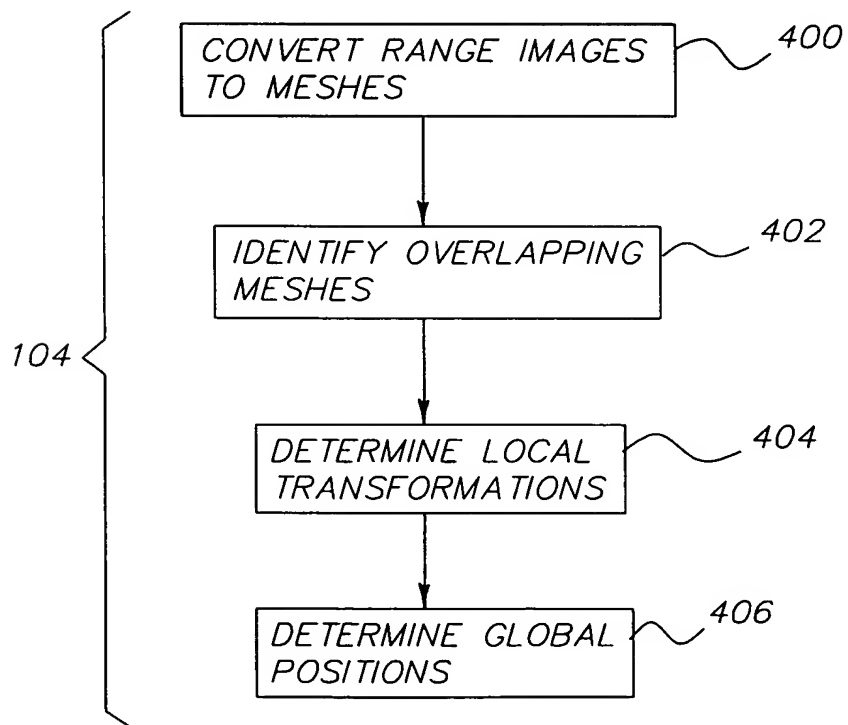 CONVERT RANGE IMAGES
TO MESHES
400
IDENTIFY OVERLAPPING
MESHES
402
104
DETERMINE LOCAL
TRANSFORMATIONS
404
DETERMINE GLOBAL
POSITIONS
406